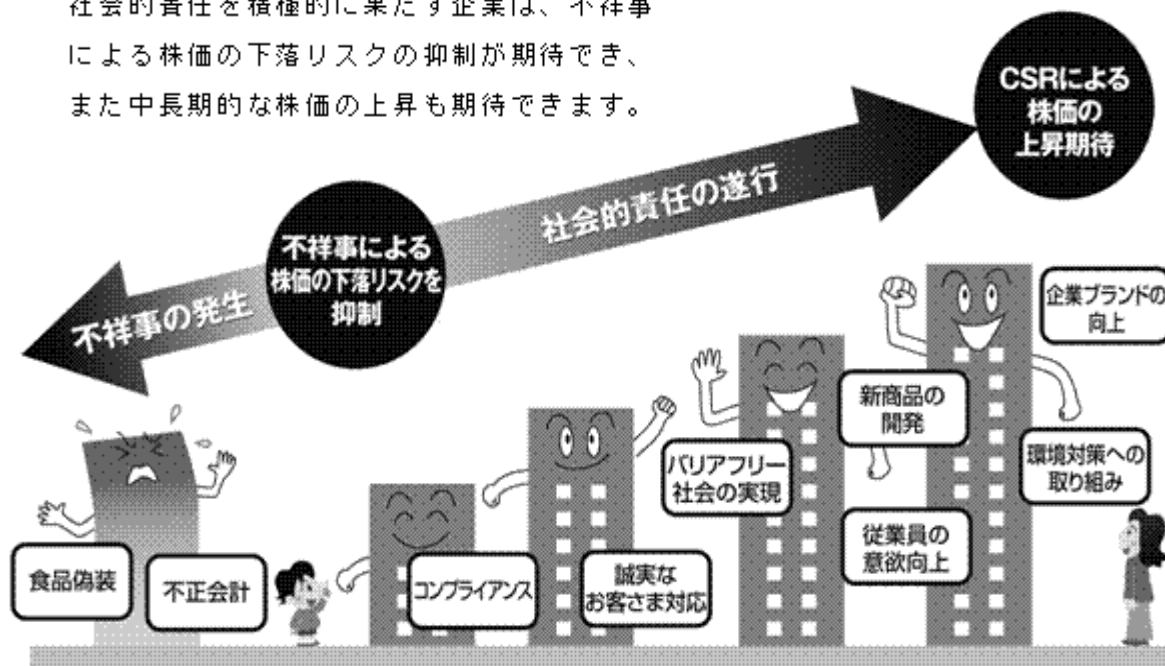 社会的責任を積極的に果たす企業は、不祥事
による株価の下落リスクの抑制が期待でき、
また中長期的な株価の上昇も期待できます。
CSRによる
株価の
上昇期待
社会的責任の遂行
不祥事による
株価の下落リスクを
抑制
不祥事の発生
企業ブランドの
向上
新商品の
開発
バリアフリー
社会の実現
環境対策への
取り組み
従業員の
意欲向上
食品偽装
不正会計
コンプライアンス
誠実な
お客さま対応